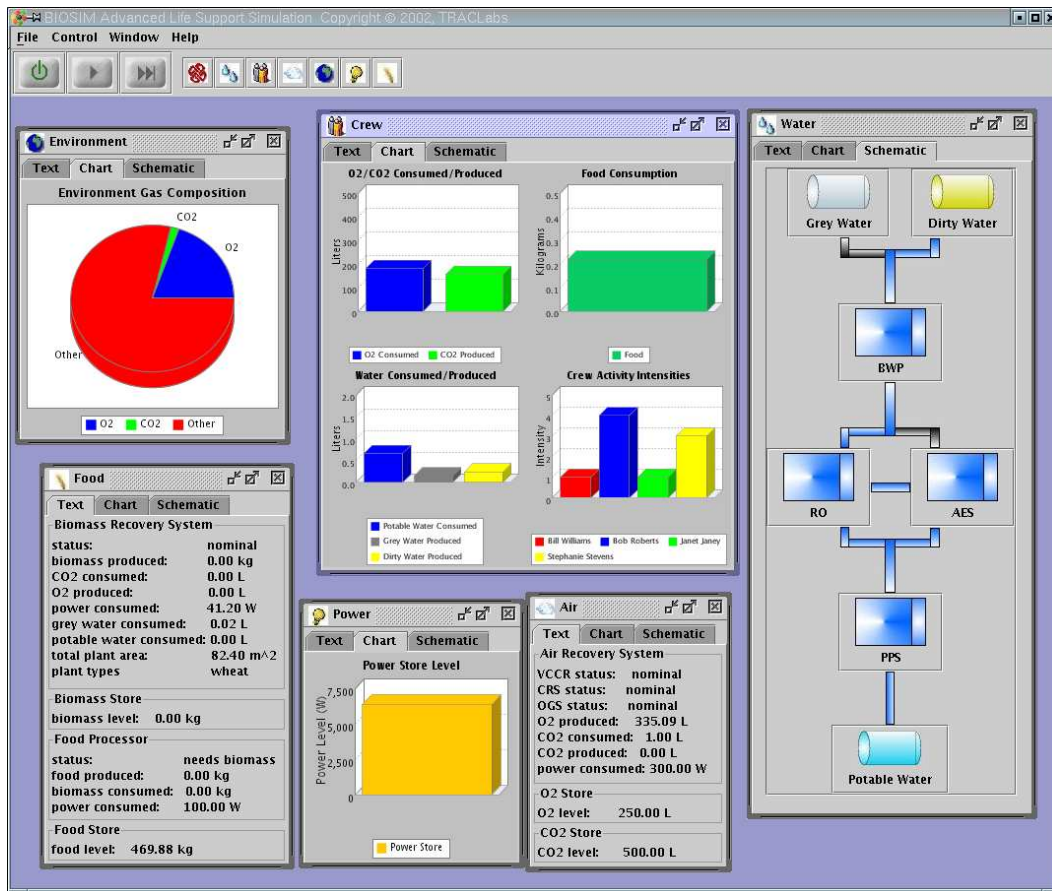 BIOSIM Advanced Life Support Simulation Copyright © 2002, TRACLabs
File Control Window Help
Environment
Text Chart Schematic
Environment Gas Composition
CO2
O2
Other
O2 CO2 Other
Crew
Text Chart Schematic
O2/CO2 Consumed/Produced
Liters
500
400
300
200
100
0
O2 Consumed CO2 Produced
Food Consumption
Kilograms
0.5
0.4
0.3
0.2
0.1
0.0
Food
Water Consumed/Produced
Liters
2.0
1.5
1.0
0.5
0.0
Potable Water Consumed
Grey Water Produced
Dirty Water Produced
Crew Activity Intensities
Intensity
5
4
3
2
1
0
Bill Williams Bob Roberts Janet Janey
Stephanie Stevens
Water
Text Chart Schematic
Grey Water Dirty Water
BWP
RO AES
PPS
Potable Water
Food
Text Chart Schematic
Biomass Recovery System
status: nominal
biomass produced: 0.00 kg
CO2 consumed: 0.00 L
O2 produced: 0.00 L
power consumed: 41.20 W
grey water consumed: 0.02 L
potable water consumed: 0.00 L
total plant area: 82.40 m^2
plant types wheat
Biomass Store
biomass level: 0.00 kg
Food Processor
status: needs biomass
food produced: 0.00 kg
biomass consumed: 0.00 kg
power consumed: 100.00 W
Food Store
food level: 469.88 kg
Power
Text Chart Schematic
Power Store Level
Power Level (W)
7,500
5,000
2,500
0
Power Store
Air
Text Chart Schematic
Air Recovery System
VCCR status: nominal
CRS status: nominal
OGS status: nominal
O2 produced: 335.09 L
CO2 consumed: 1.00 L
CO2 produced: 0.00 L
power consumed: 300.00 W
O2 Store
O2 level: 250.00 L
CO2 Store
CO2 level: 500.00 L